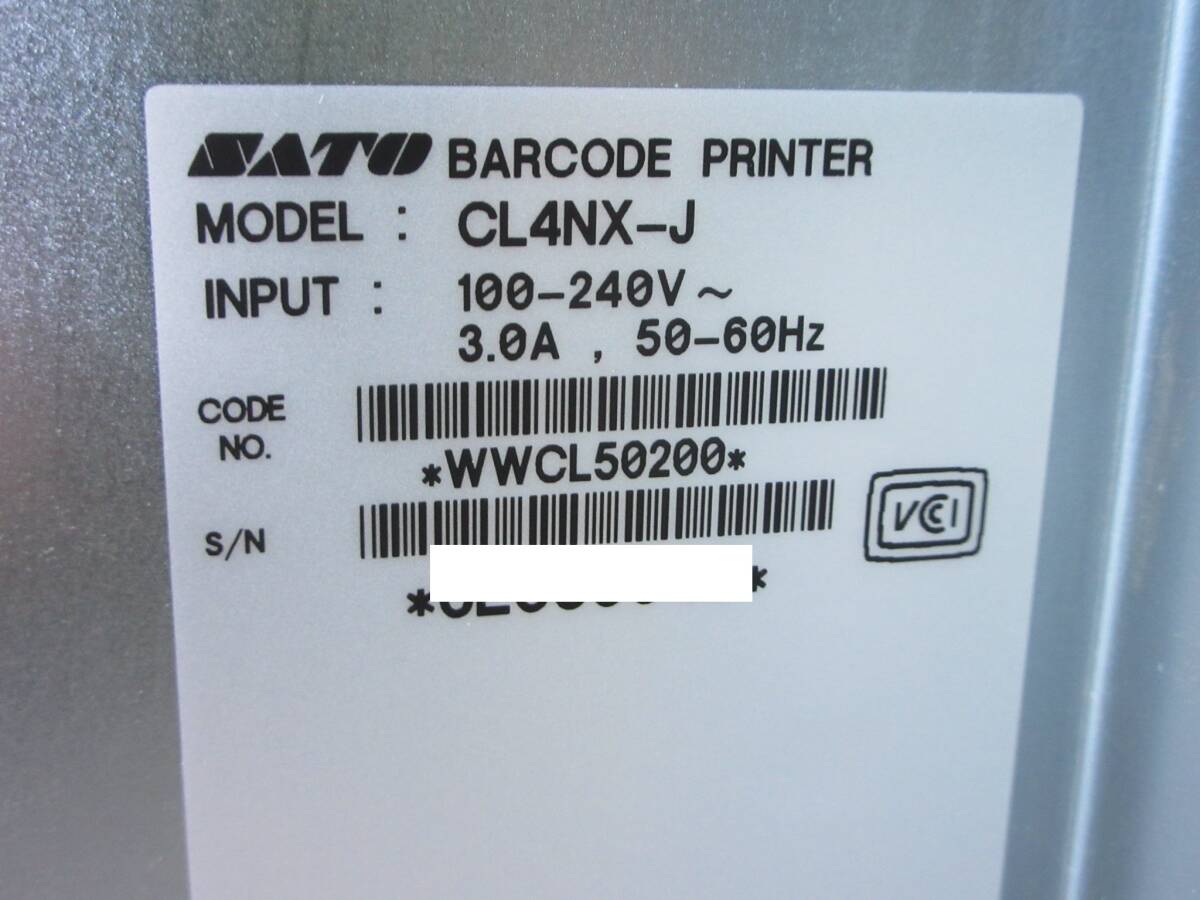 SATO BARCODE PRINTER
MODEL : CL4NX-J
INPUT : 100-240V~
3.0A , 50-60Hz
CODE NO.
*WWCL50200*
S/N
VCCI